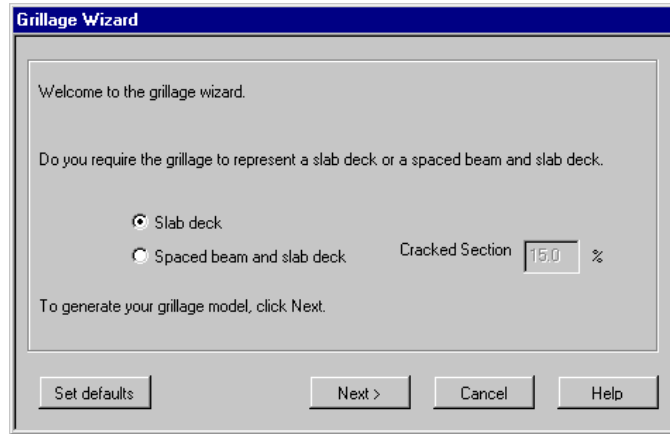 Grillage Wizard
Welcome to the grillage wizard.
Do you require the grillage to represent a slab deck or a spaced beam and slab deck.
Slab deck
Spaced beam and slab deck Cracked Section 15.0 %
To generate your grillage model, click Next.
Set defaults Next > Cancel Help